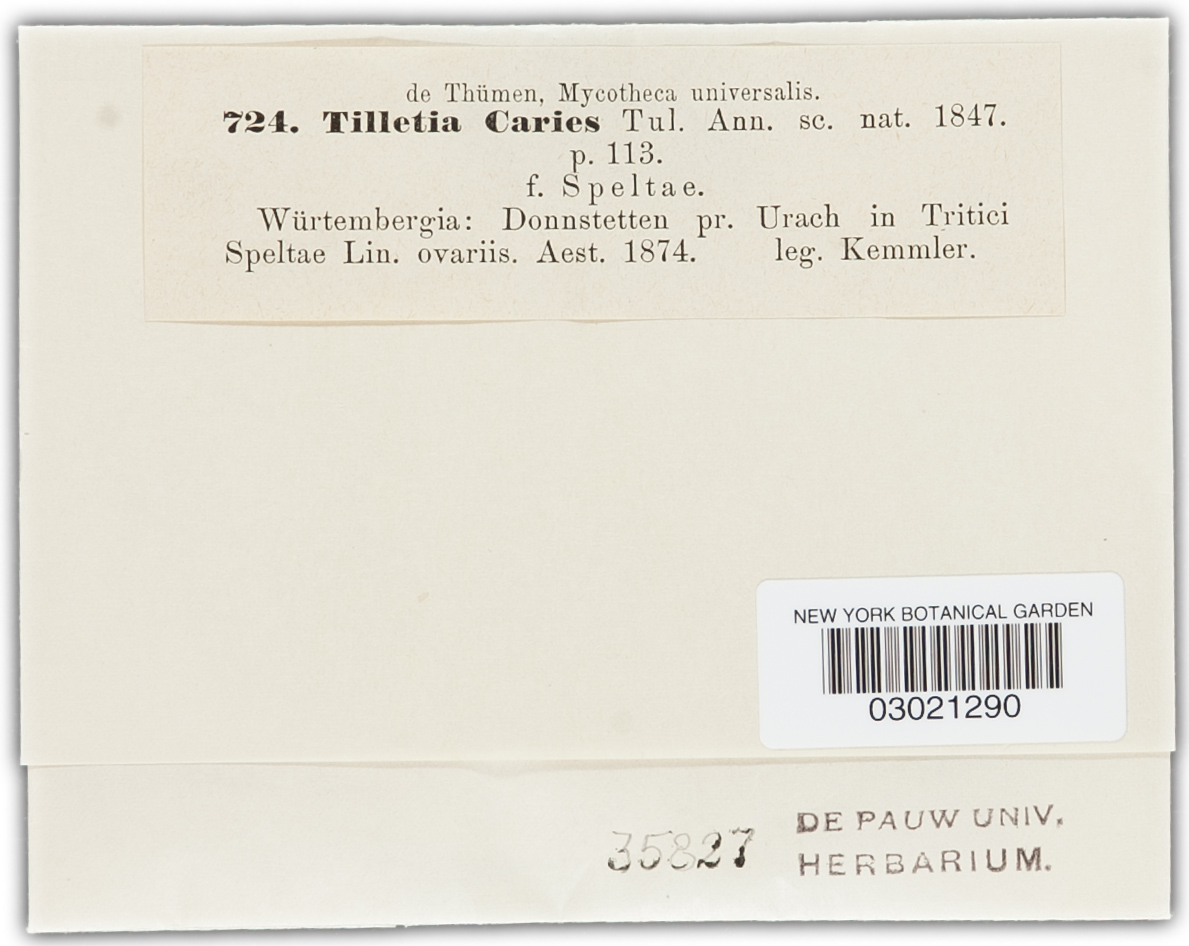 de Thümen, Mycotheca universalis.
724. Tilletia Caries Tul. Ann. sc. nat. 1847.
p. 113.
f. Speltae.
Würtembergia: Donnstetten pr. Urach in Tritici
Speltae Lin. ovariis. Aest. 1874. leg. Kemmler.
NEW YORK BOTANICAL GARDEN
03021290
35827
DE PAUW UNIV.
HERBARIUM.